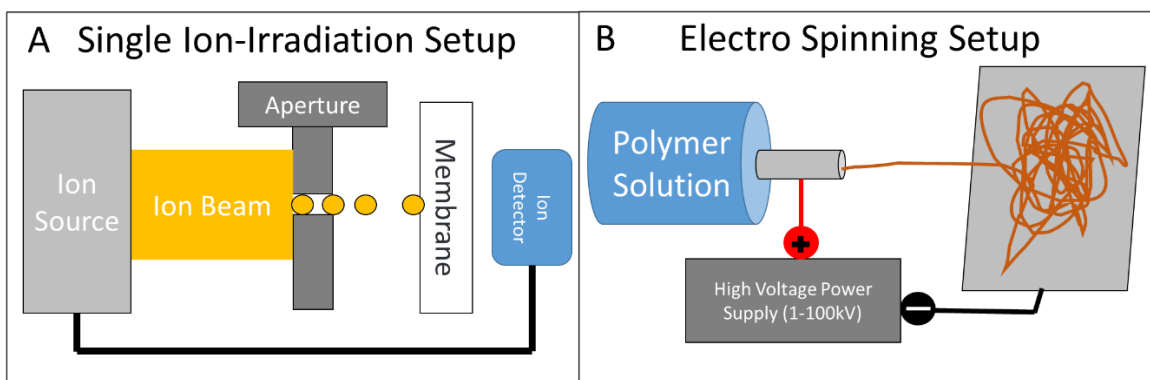 A Single Ion-Irradiation Setup
Aperture
Ion
Source
Ion Beam
Membrane
Ion
Detector
B Electro Spinning Setup
Polymer
Solution
+
High Voltage Power
Supply (1-100kV)
−